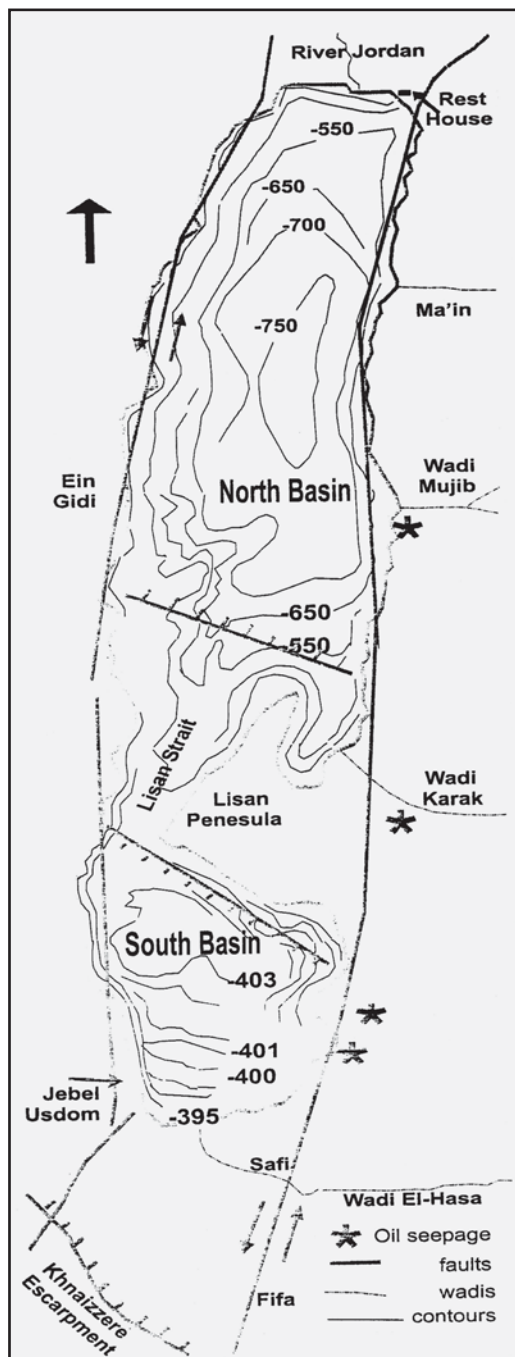 River Jordan
Rest
House
-550
-650
-700
Ma'in
-750
Ein
Gidi
North Basin
Wadi
Mujib
-650
-550
Lisan Strait
Lisan
Penesula
Wadi
Karak
South Basin
-403
-401
-400
Jebel
Usdom
-395
Safi
Wadi El-Hasa
Oil seepage
faults
wadis
contours
Fifa
Khnaizzere
Escarpment